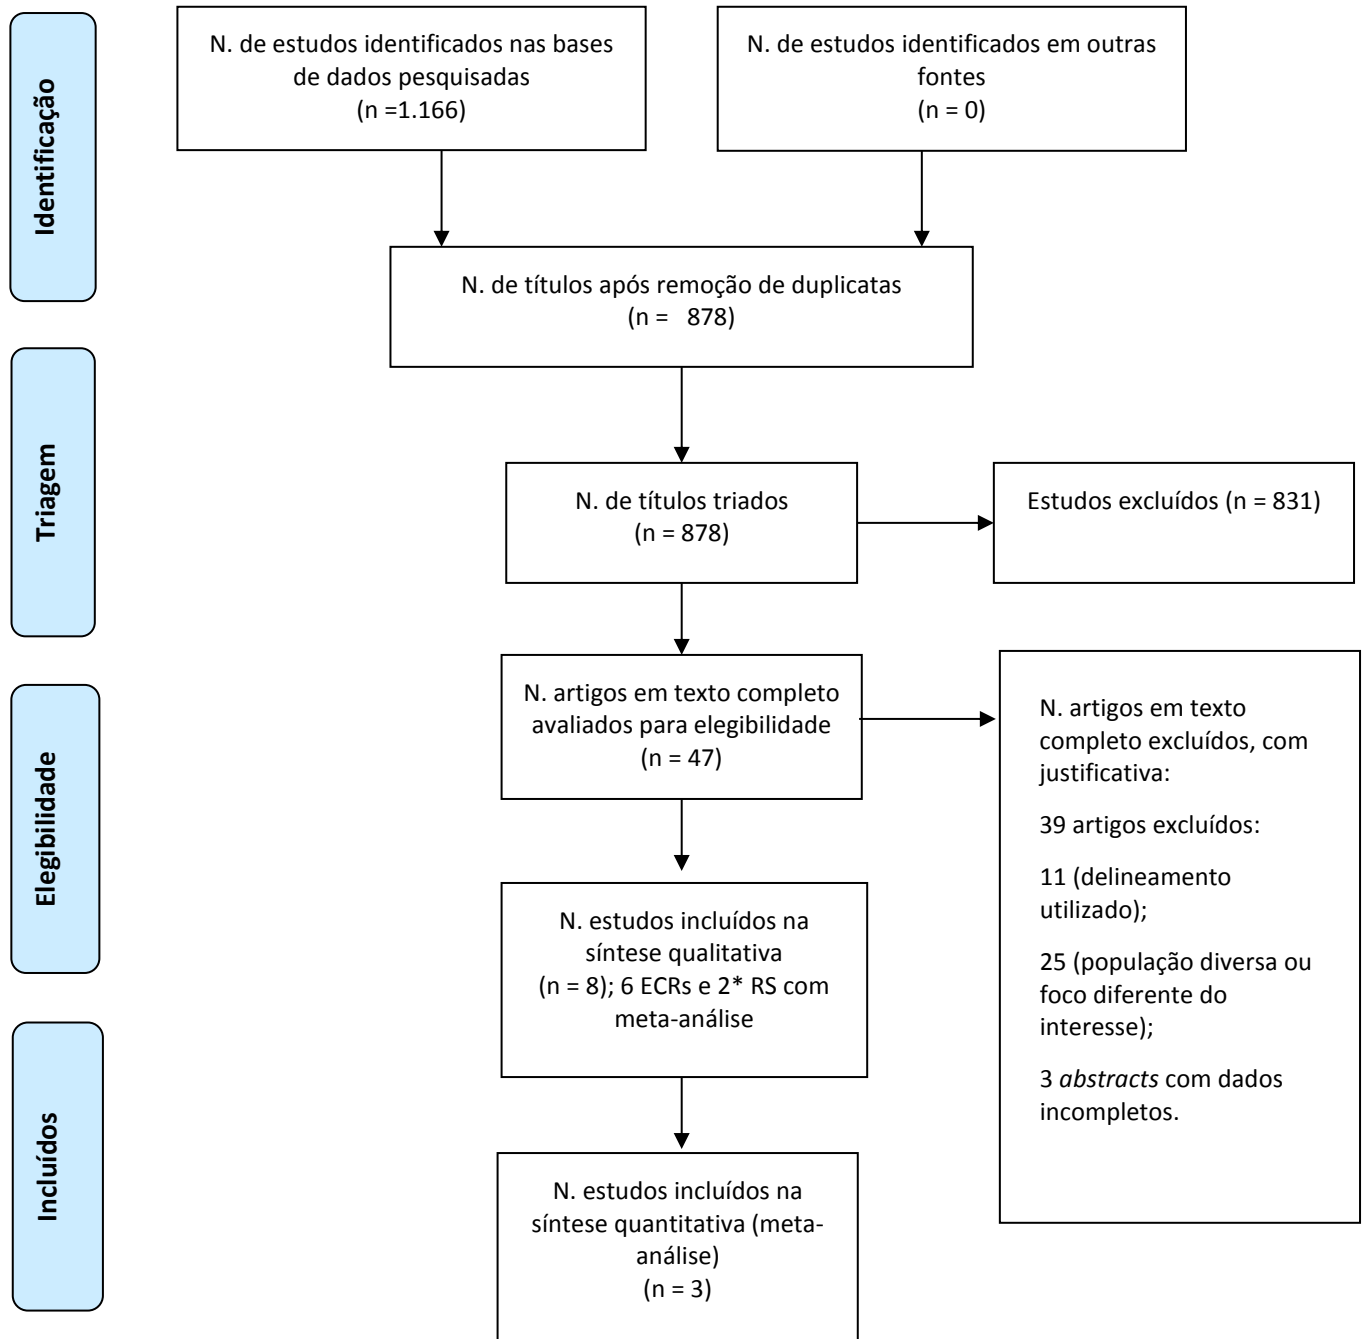 Identificação
N. de estudos identificados nas bases
de dados pesquisadas
(n =1.166)
N. de estudos identificados em outras
fontes
(n = 0)
N. de títulos após remoção de duplicatas
(n = 878)
Triagem
N. de títulos triados
(n = 878)
Estudos excluídos (n = 831)
Elegibilidade
N. artigos em texto completo
avaliados para elegibilidade
(n = 47)
N. artigos em texto
completo excluídos, com
justificativa:
39 artigos excluídos:
11 (delineamento
utilizado);
25 (população diversa ou
foco diferente do
interesse);
3 abstracts com dados
incompletos.
N. estudos incluídos na
síntese qualitativa
(n = 8); 6 ECRs e 2* RS com
meta-análise
Incluídos
N. estudos incluídos na
síntese quantitativa (meta-
análise)
(n = 3)